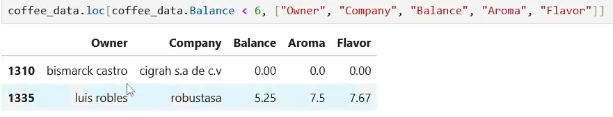 coffee_data.loc[coffee_data.Balance < 6, ["Owner", "Company", "Balance", "Aroma", "Flavor"]]
Owner Company Balance Aroma Flavor
1310 bismarck castro cigrah s.a de c.v 0.00 0.0 0.00
1335 luis robles robustasa 5.25 7.5 7.67